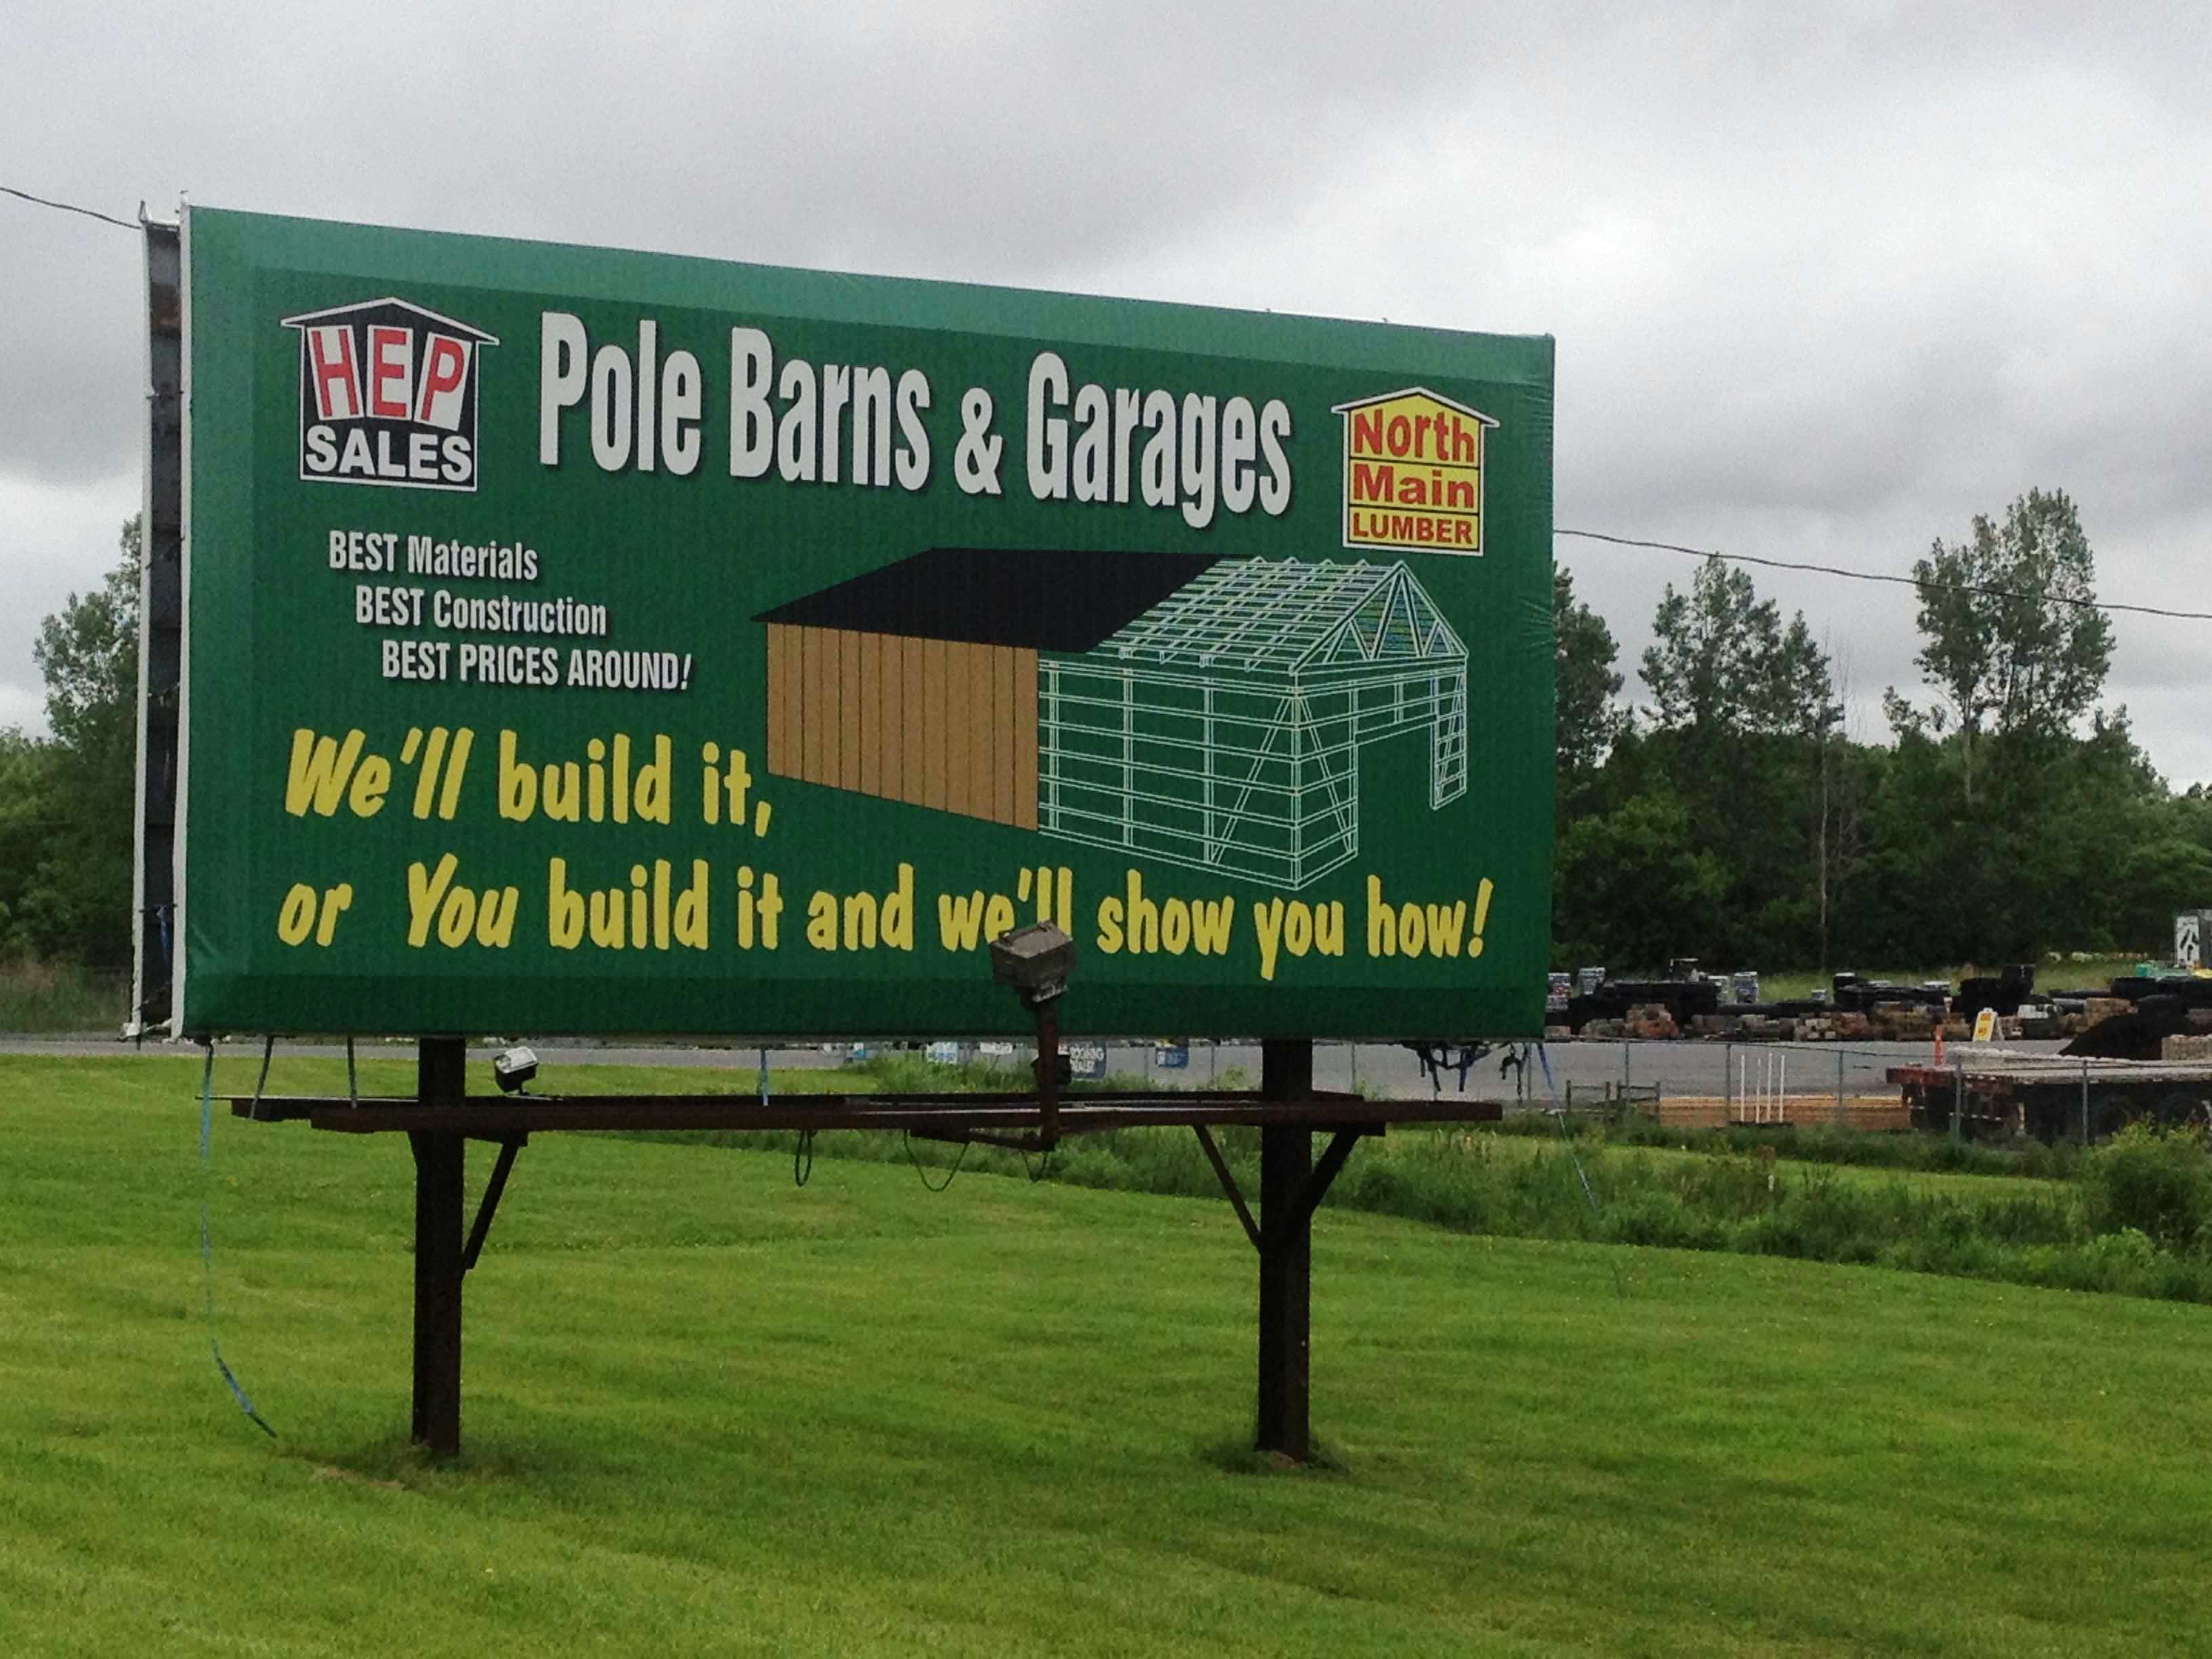 HEP
SALES
Pole Barns & Garages
North
Main
LUMBER
BEST Materials
BEST Construction
BEST PRICES AROUND!
We'll build it,
or You build it and we'll show you how!